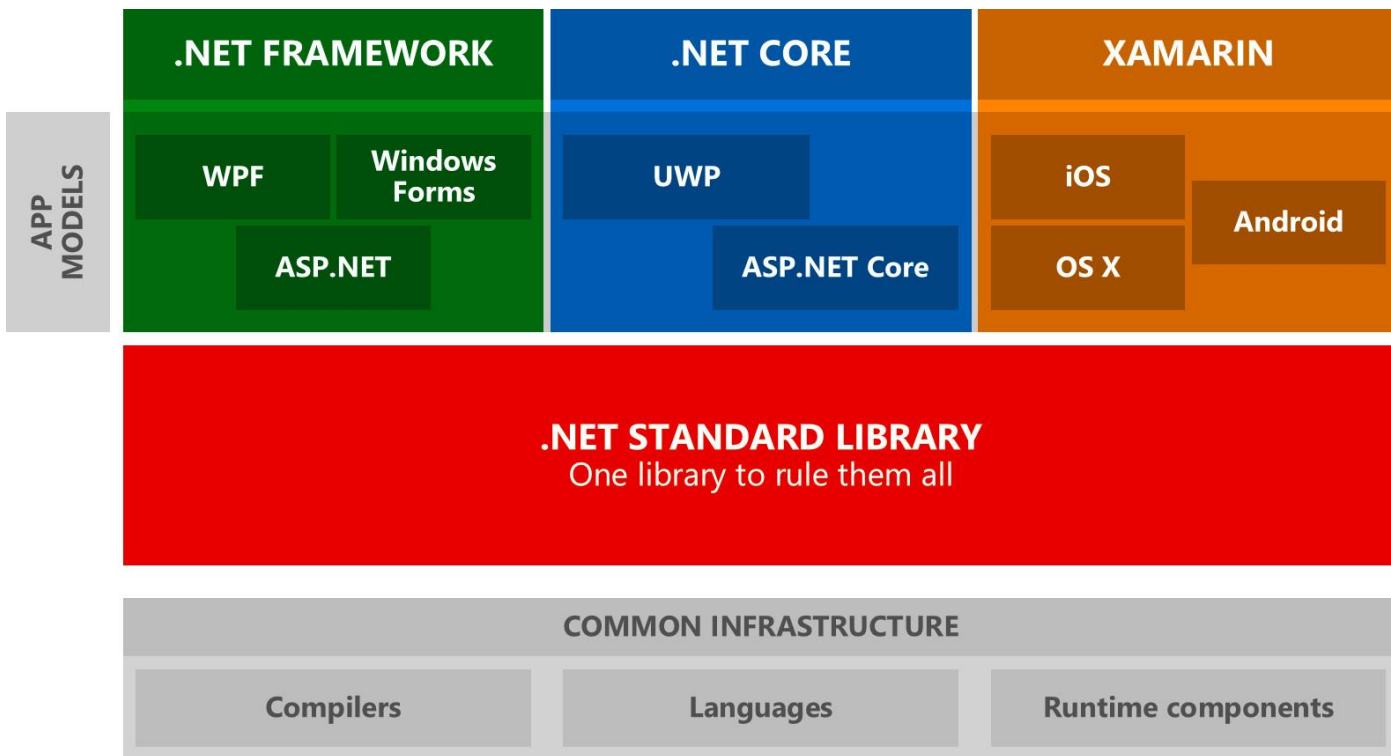 .NET FRAMEWORK
.NET CORE
XAMARIN
APP
MODELS
WPF
Windows
Forms
ASP.NET
UWP
ASP.NET Core
iOS
Android
OS X
.NET STANDARD LIBRARY
One library to rule them all
COMMON INFRASTRUCTURE
Compilers
Languages
Runtime components